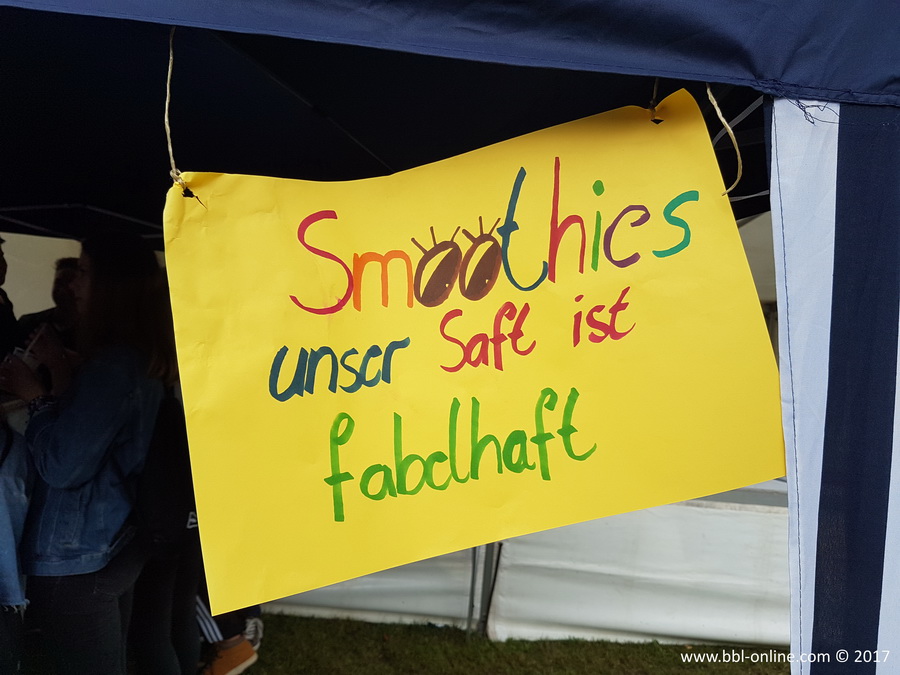 Smoothies
unser Saft ist
fabelhaft
www.bbl-online.com © 2017